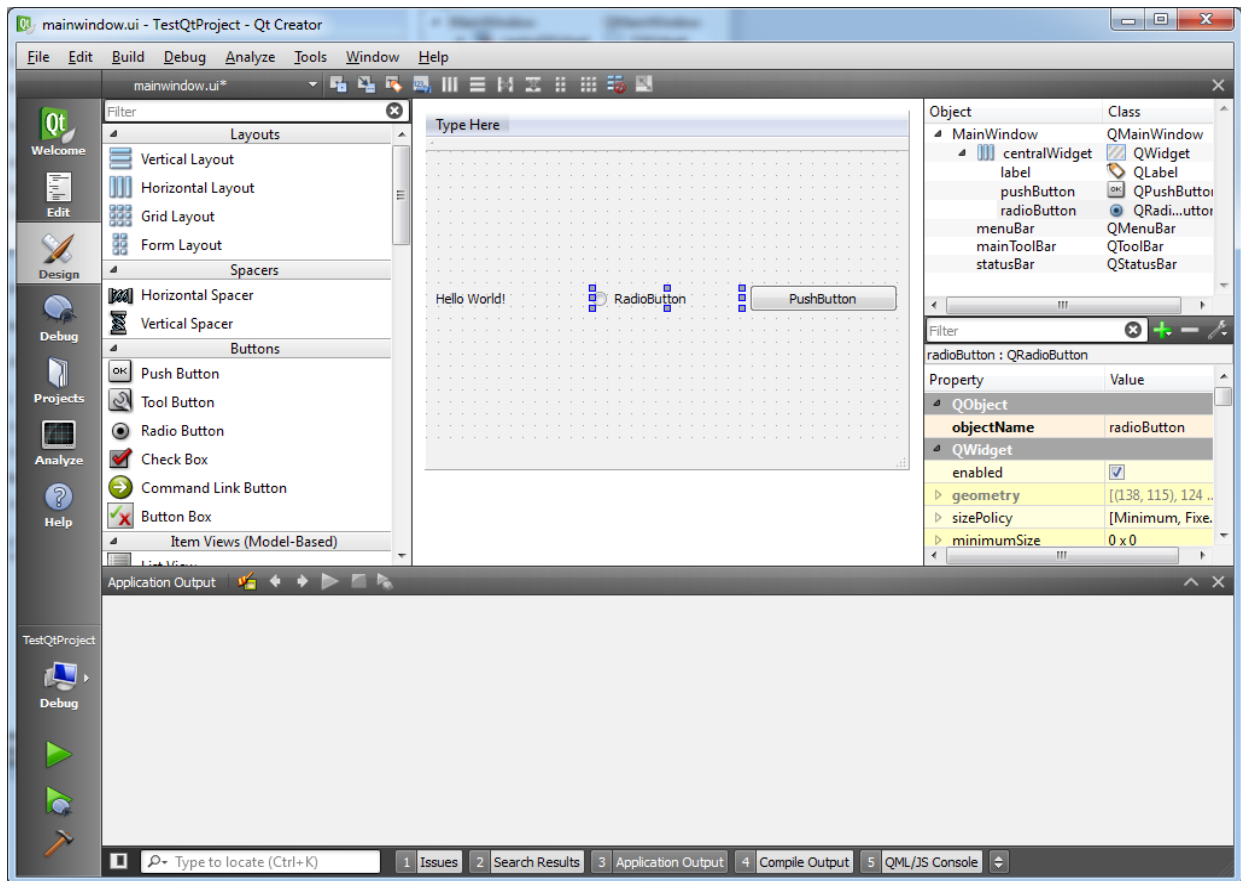 mainwindow.ui - TestQtProject - Qt Creator
File Edit Build Debug Analyze Tools Window Help
mainwindow.ui*
Welcome
Edit
Design
Debug
Projects
Analyze
Help
TestQtProject
Debug
Filter
Layouts
Vertical Layout
Horizontal Layout
Grid Layout
Form Layout
Spacers
Horizontal Spacer
Vertical Spacer
Buttons
OK Push Button
Tool Button
Radio Button
Check Box
Command Link Button
Button Box
Item Views (Model-Based)
Type Here
Hello World! RadioButton PushButton
Object Class
MainWindow QMainWindow
centralWidget QWidget
label QLabel
pushButton OK QPushButto
radioButton QRadi...utton
menuBar QMenuBar
mainToolBar QToolBar
statusBar QStatusBar
Filter
radioButton : QRadioButton
Property Value
QObject
objectName radioButton
QWidget
enabled
geometry [(138, 115), 124 ..
sizePolicy [Minimum, Fixe.
minimumSize 0 x 0
Application Output
Type to locate (Ctrl+K) 1 Issues 2 Search Results 3 Application Output 4 Compile Output 5 QML/JS Console